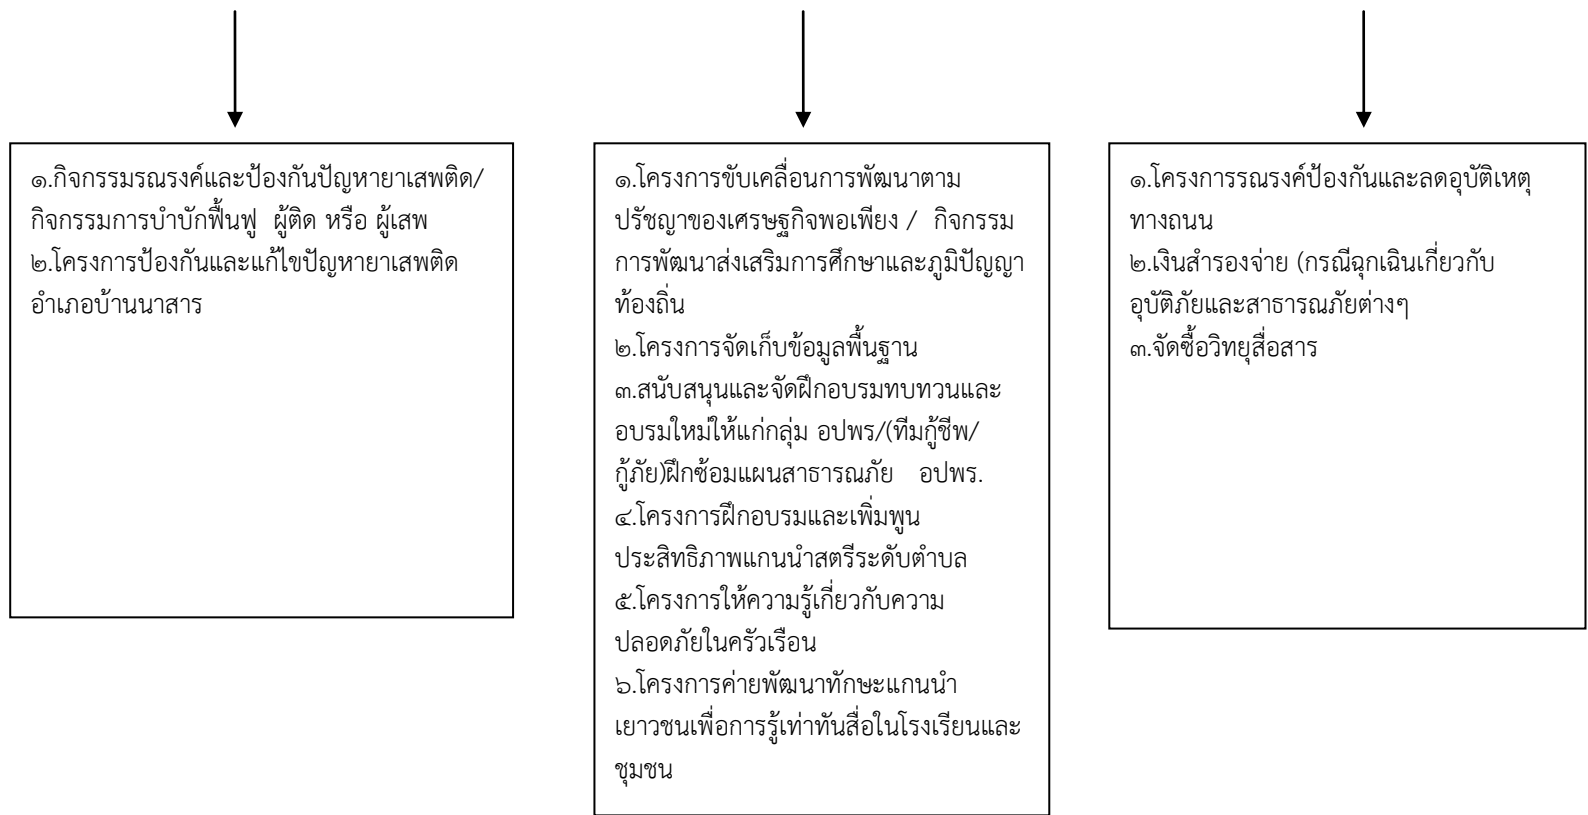 ๑.กิจกรรมรณรงค์และป้องกันปัญหายาเสพติด/
กิจกรรมการบำบักฟื้นฟู  ผู้ติด หรือ ผู้เสพ
๒.โครงการป้องกันและแก้ไขปัญหายาเสพติด
อำเภอบ้านนาสาร
๑.โครงการขับเคลื่อนการพัฒนาตาม
ปรัชญาของเศรษฐกิจพอเพียง /  กิจกรรม
การพัฒนาส่งเสริมการศึกษาและภูมิปัญญา
ท้องถิ่น
๒.โครงการจัดเก็บข้อมูลพื้นฐาน
๓.สนับสนุนและจัดฝึกอบรมทบทวนและ
อบรมใหม่ให้แก่กลุ่ม อปพร/(ทีมกู้ชีพ/
กู้ภัย)ฝึกซ้อมแผนสาธารณภัย   อปพร.
๔.โครงการฝึกอบรมและเพิ่มพูน
ประสิทธิภาพแกนนำสตรีระดับตำบล
๕.โครงการให้ความรู้เกี่ยวกับความ
ปลอดภัยในครัวเรือน
๖.โครงการค่ายพัฒนาทักษะแกนนำ
เยาวชนเพื่อการรู้เท่าทันสื่อในโรงเรียนและ
ชุมชน
๑.โครงการรณรงค์ป้องกันและลดอุบัติเหตุ
ทางถนน
๒.เงินสำรองจ่าย (กรณีฉุกเฉินเกี่ยวกับ
อุบัติภัยและสาธารณภัยต่างๆ
๓.จัดซื้อวิทยุสื่อสาร